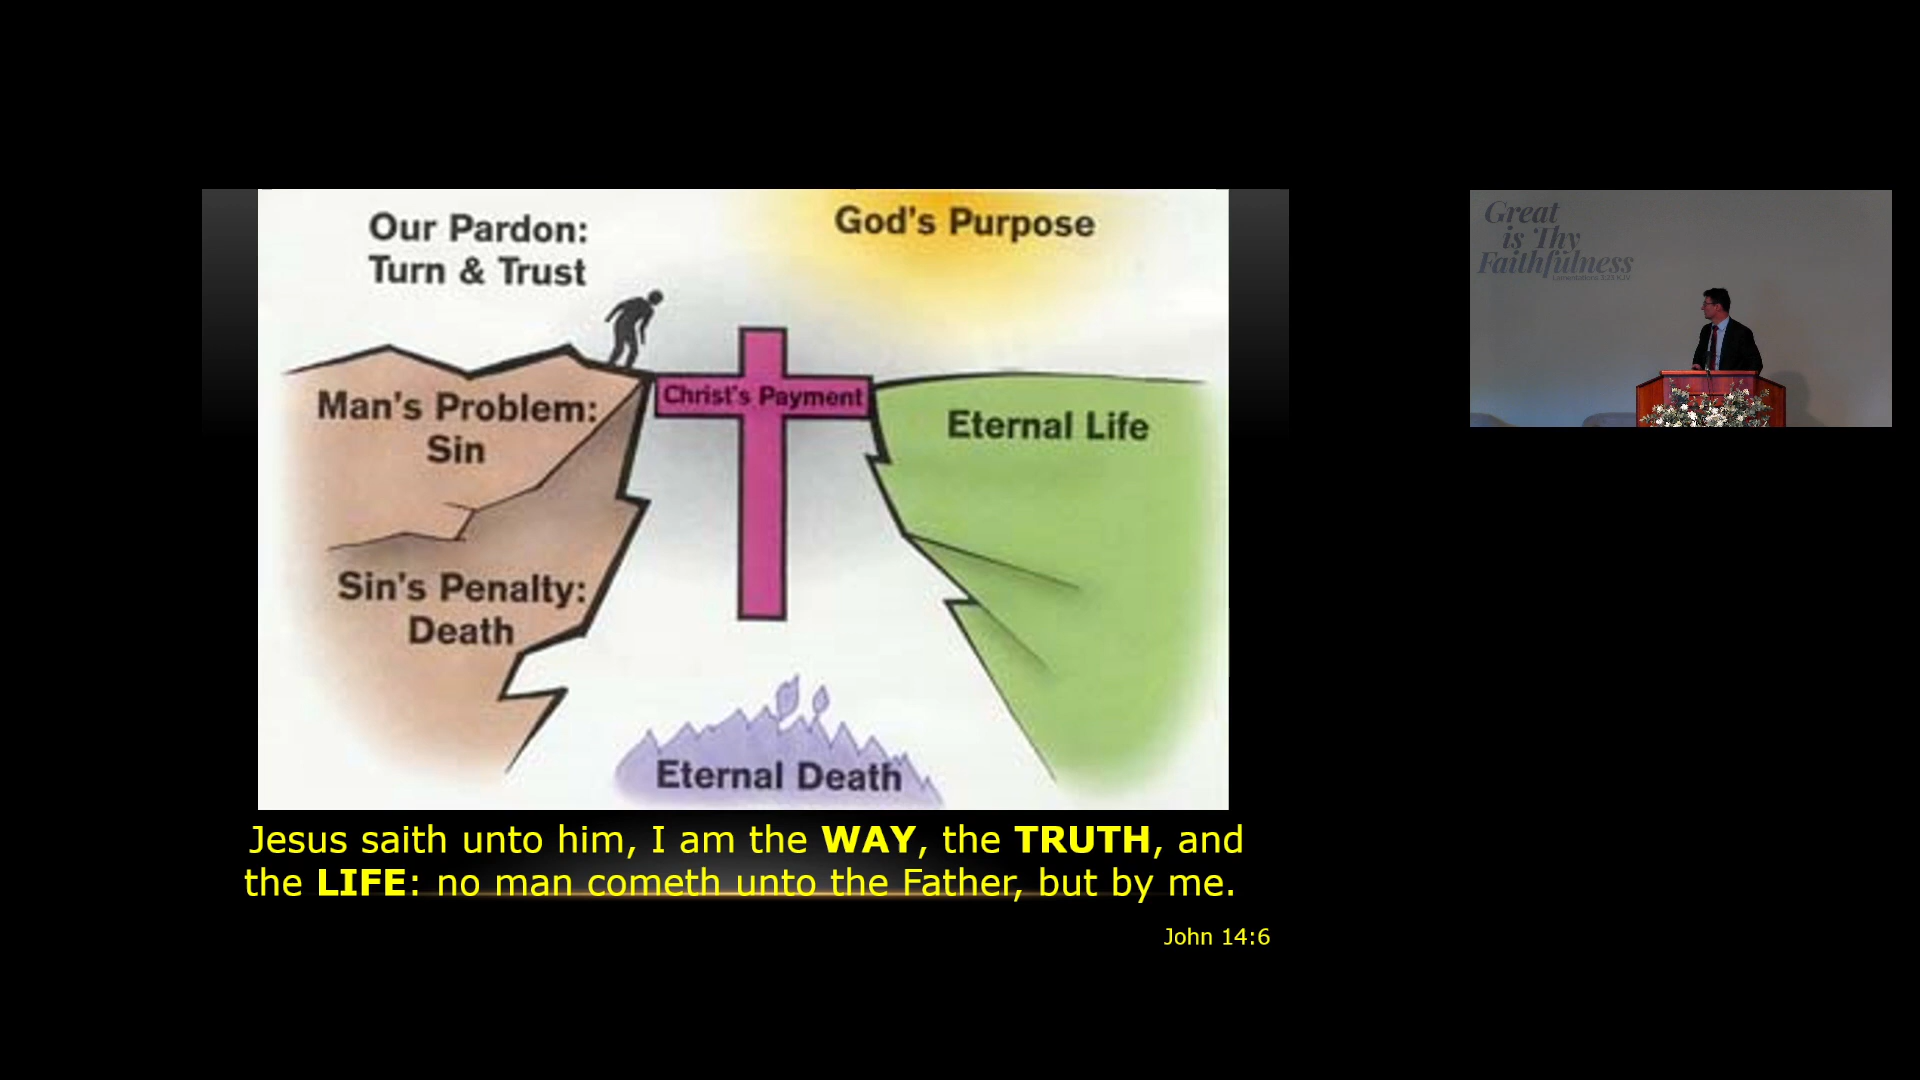 Our Pardon:
Turn & Trust
God's Purpose
Christ's Payment
Man's Problem:
Sin
Eternal Life
Sin's Penalty:
Death
Eternal Death
Jesus saith unto him, I am the WAY, the TRUTH, and
the LIFE: no man cometh unto the Father, but by me.
John 14:6
Great
is Thy
Faithfulness